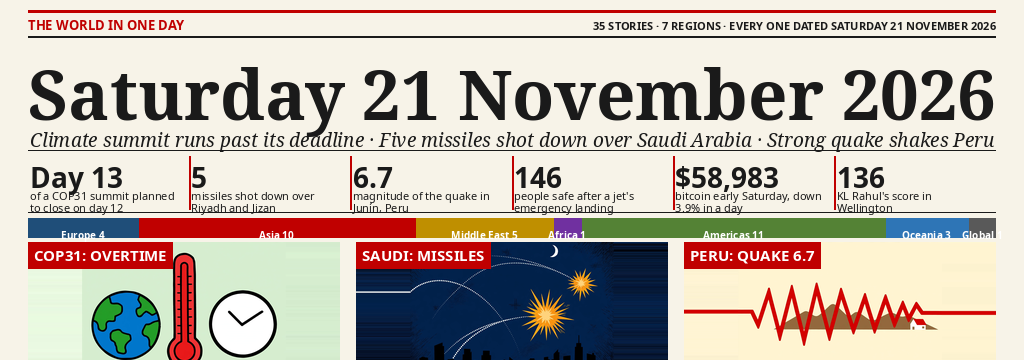 THE WORLD IN ONE DAY
35 STORIES · 7 REGIONS · EVERY ONE DATED SATURDAY 21 NOVEMBER 2026
Saturday 21 November 2026
Climate summit runs past its deadline · Five missiles shot down over Saudi Arabia · Strong quake shakes Peru
Day 13
of a COP31 summit planned
to close on day 12
5
missiles shot down over
Riyadh and Jizan
6.7
magnitude of the quake in
Junín, Peru
146
people safe after a jet's
emergency landing
$58,983
bitcoin early Saturday, down
3.9% in a day
136
KL Rahul's score in
Wellington
Europe 4
Asia 10
Middle East 5
Africa 1
Americas 11
Oceania 3
Global
COP31: OVERTIME
SAUDI: MISSILES
PERU: QUAKE 6.7